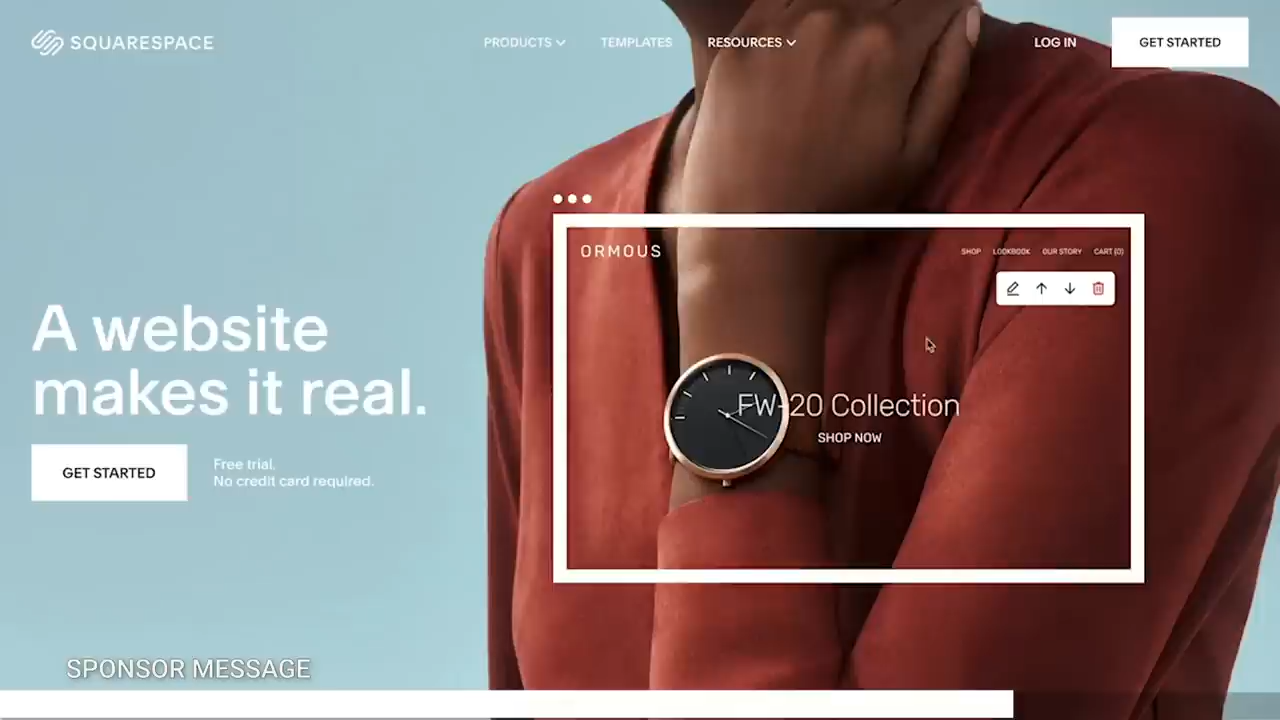 SQUARESPACE
PRODUCTS
TEMPLATES
RESOURCES
LOG IN
GET STARTED
ORMOUS
SHOP
LOOKBOOK
OUR STORY
CART (0)
A website
makes it real.
FW-20 Collection
SHOP NOW
GET STARTED
Free trial.
No credit card required.
SPONSOR MESSAGE